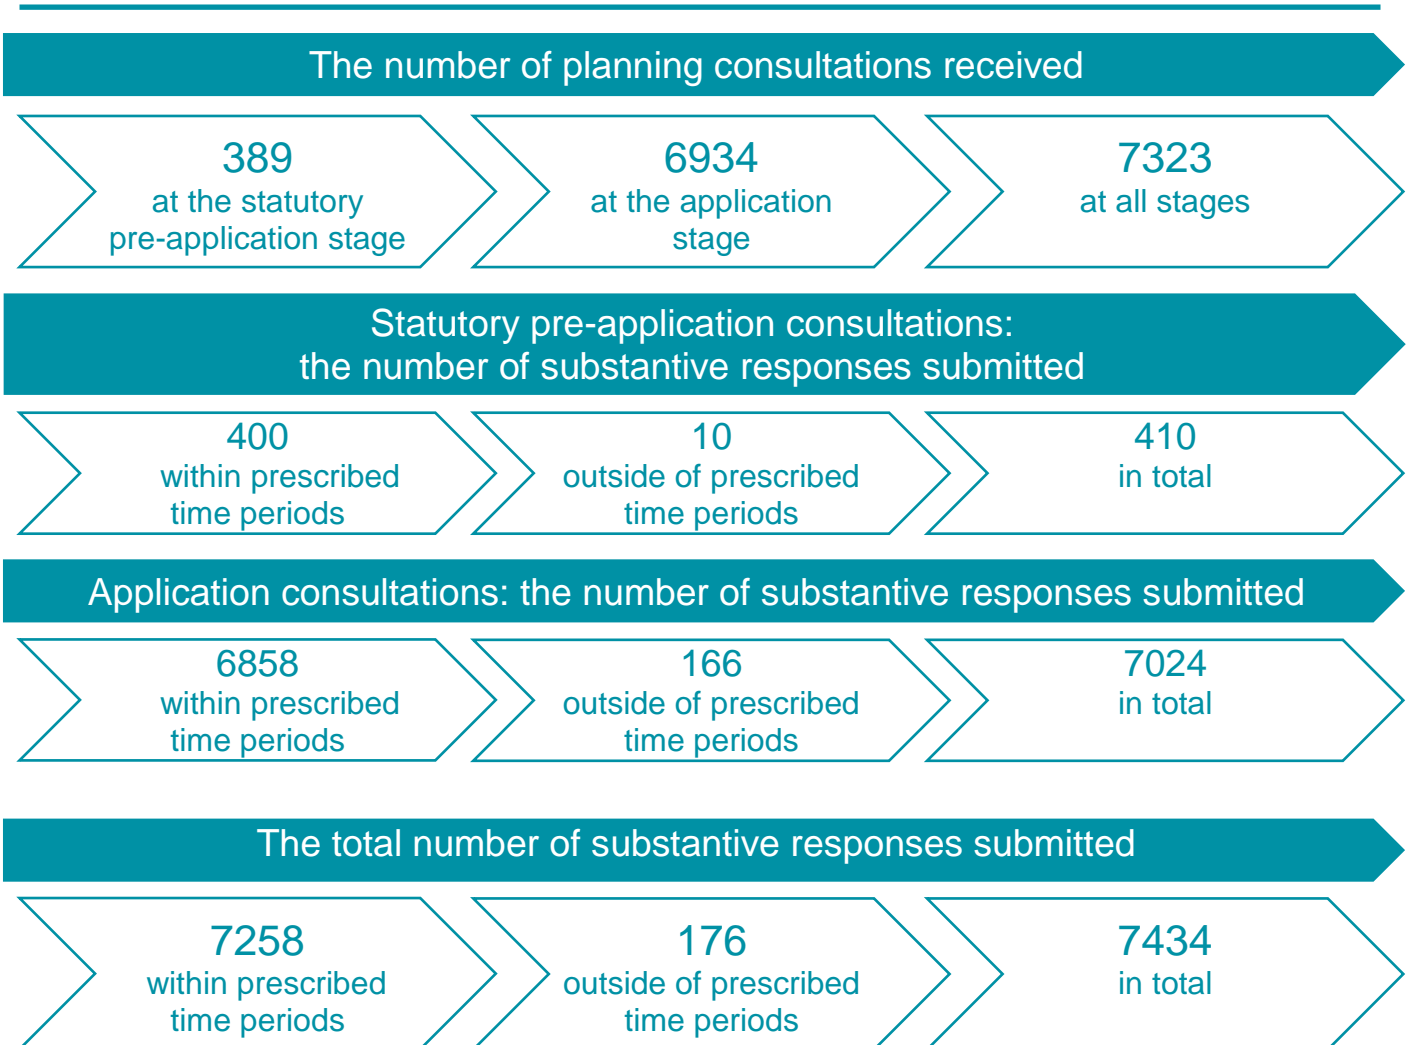 The number of planning consultations received
389
at the statutory
pre-application stage
6934
at the application
stage
7323
at all stages
Statutory pre-application consultations:
the number of substantive responses submitted
400
within prescribed
time periods
10
outside of prescribed
time periods
410
in total
Application consultations: the number of substantive responses submitted
6858
within prescribed
time periods
166
outside of prescribed
time periods
7024
in total
The total number of substantive responses submitted
7258
within prescribed
time periods
176
outside of prescribed
time periods
7434
in total